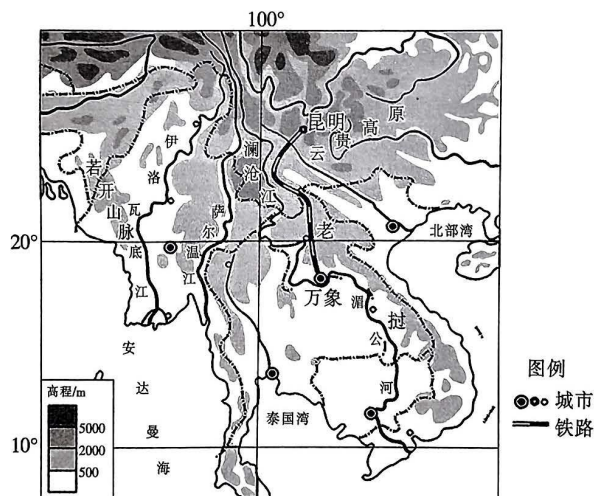 100°
昆明
云贵高原
伊洛瓦底江
若开山脉
澜沧江
萨尔温江
20°
老挝
北部湾
万象
湄公河
安达曼海
泰国湾
10°
高程/m
5000
2000
500
100°
图例
城市
铁路